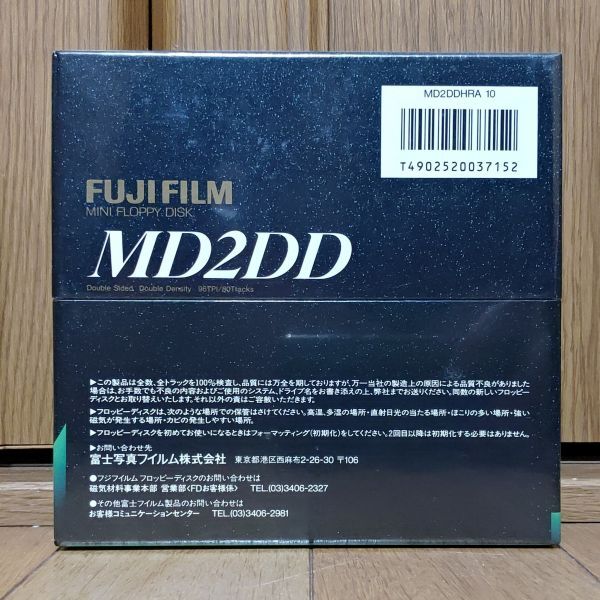 MD2DDHRA 10
T4902520037152
FUJI FILM
MINI FLOPPY DISK
MD2DD
Double Sided, Double Density 96TPI/80Tracks
▶この製品は全数、全トラックを100%検査し、品質には万全を期しておりますが、万一当社の製造上の原因による品質不良がありました
場合は、お手数でも不良の内容およびご使用のシステム、ドライブ名をお書き添えの上、弊社までお送りください。同数の新しいフロッピー
ディスクとお取り替えいたします。それ以外の責はご容赦いただきます。
▶フロッピーディスクは、次のような場所での保管はさけてください。高温、多湿の場所・直射日光の当たる場所・ほこりの多い場所・強い
磁気が発生する場所・カビの発生しやすい場所。
▶フロッピーディスクを初めてお使いになるときはフォーマッティング(初期化)をしてください。2回目以降は初期化する必要はありません。
▶お問い合わせ先
富士写真フイルム株式会社 東京都港区西麻布2-26-30 〒106
●フジフイルム フロッピーディスクのお問い合わせは
磁気材料事業本部 営業部〈FDお客様係〉 TEL.(03)3406-2327
●その他富士フイルム製品のお問い合わせは
お客様コミュニケーションセンター TEL.(03)3406-2981